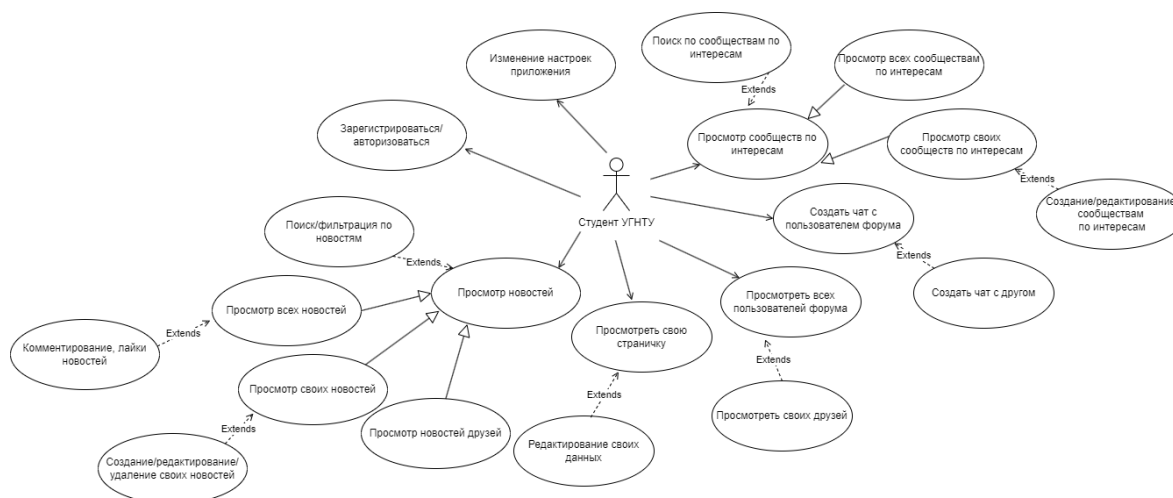 Поиск по сообществам по
интересам
Изменение настроек
приложения
Просмотр всех сообществам
по интересам
Extends
Зарегистрироваться/
авторизоваться
Просмотр сообществ по
интересам
Просмотр своих
сообществ по интересам
Extends
Создание/редактирование
сообществам
по интересам
Студент УГНТУ
Создать чат с
пользователем форума
Поиск/фильтрация по
новостям
Extends
Extends
Просмотр новостей
Просмотреть всех
пользователей форума
Создать чат с другом
Просмотр всех новостей
Extends
Просмотреть свою
страничку
Комментирование, лайки
новостей
Extends
Просмотр своих новостей
Extends
Просмотреть своих друзей
Extends
Просмотр новостей друзей
Редактирование своих
данных
Создание/редактирование/
удаление своих новостей